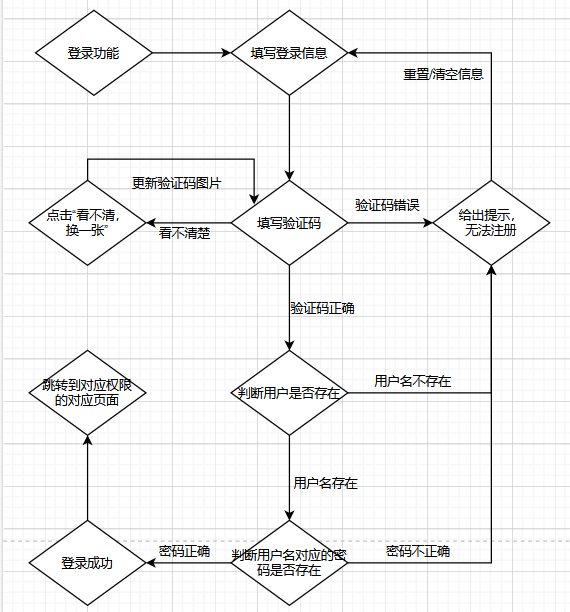 登录功能
填写登录信息
重置/清空信息
更新验证码图片
点击“看不清，
换一张”
看不清楚
填写验证码
验证码错误
给出提示，
无法注册
验证码正确
跳转到对应权限
的对应页面
判断用户是否存在
用户名不存在
用户名存在
登录成功
密码正确
判断用户名对应的密
码是否存在
密码不正确